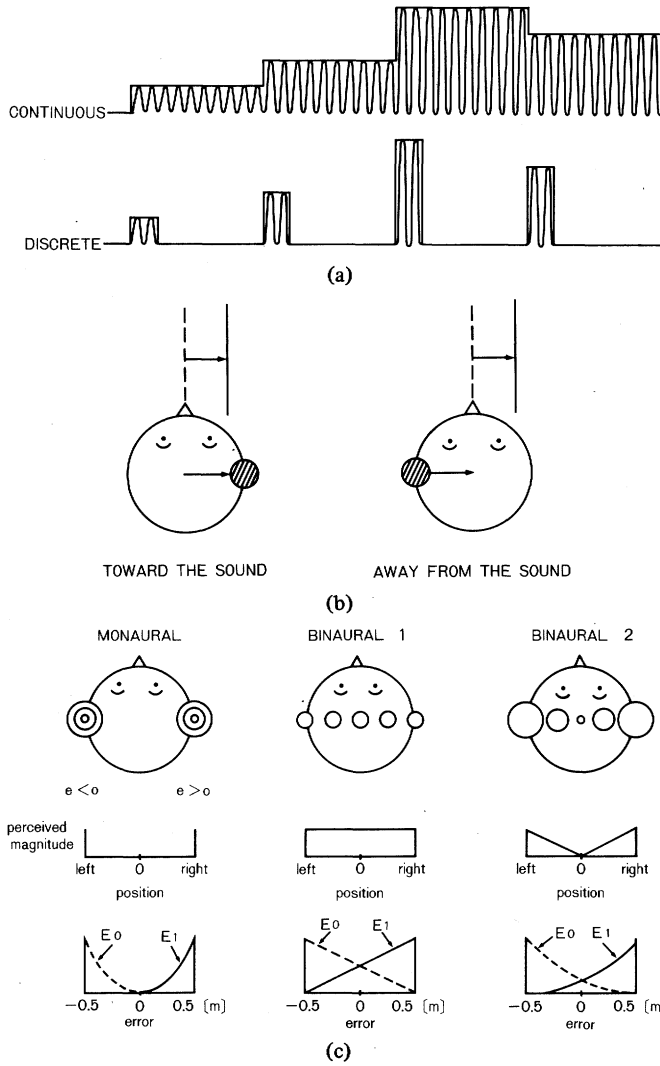 CONTINUOUS
DISCRETE
(a)
TOWARD THE SOUND AWAY FROM THE SOUND
(b)
MONAURAL BINAURAL 1 BINAURAL 2
e < o e > o
perceived
magnitude
left 0 right left 0 right left 0 right
position position position
E0 E1 E0 E1 E0 E1
−0.5 0 0.5 [m] −0.5 0 0.5 [m] −0.5 0 0.5 [m]
error error error
(c)